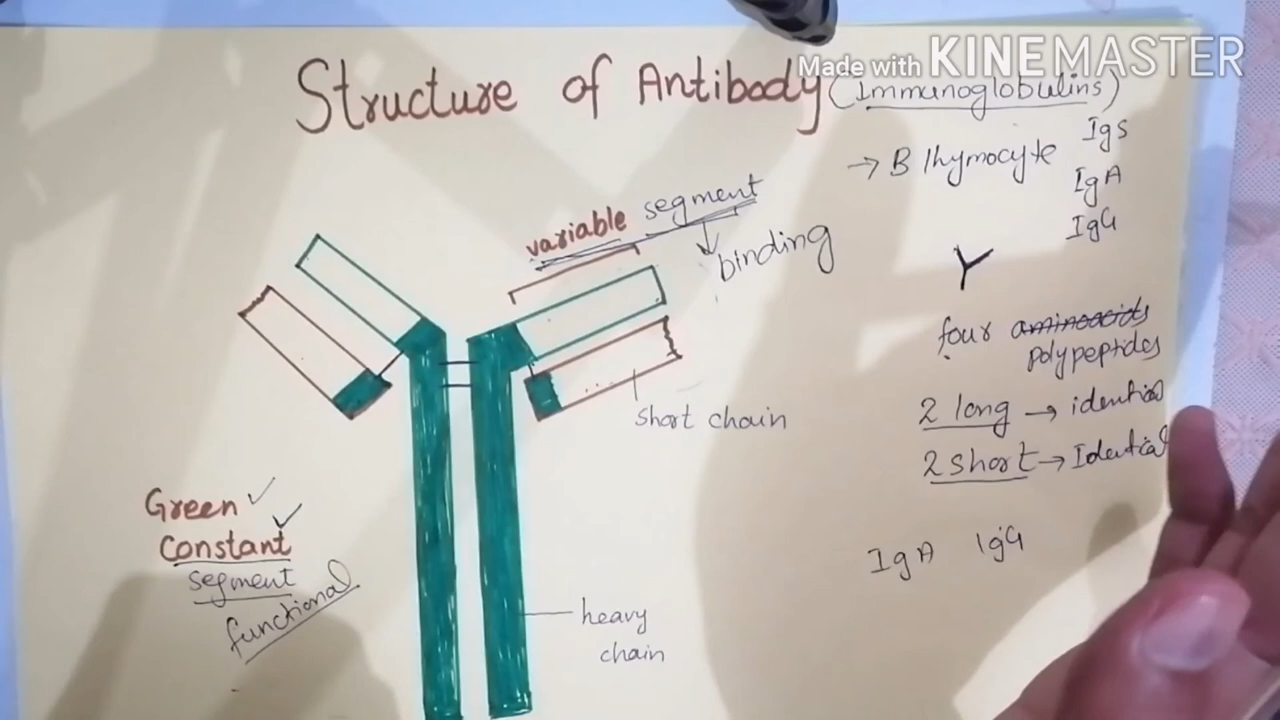 Made with KINEMASTER
Structure of Antibody (Immunoglobulins)
→ B lhymocyte
Igs
IgA
IgG
variable segment
binding
four aminoacids
polypeptides
2 long → identical
2 short → Identical
short chain
Green ✓
Constant ✓
segment
functional
IgA IgG
heavy
chain